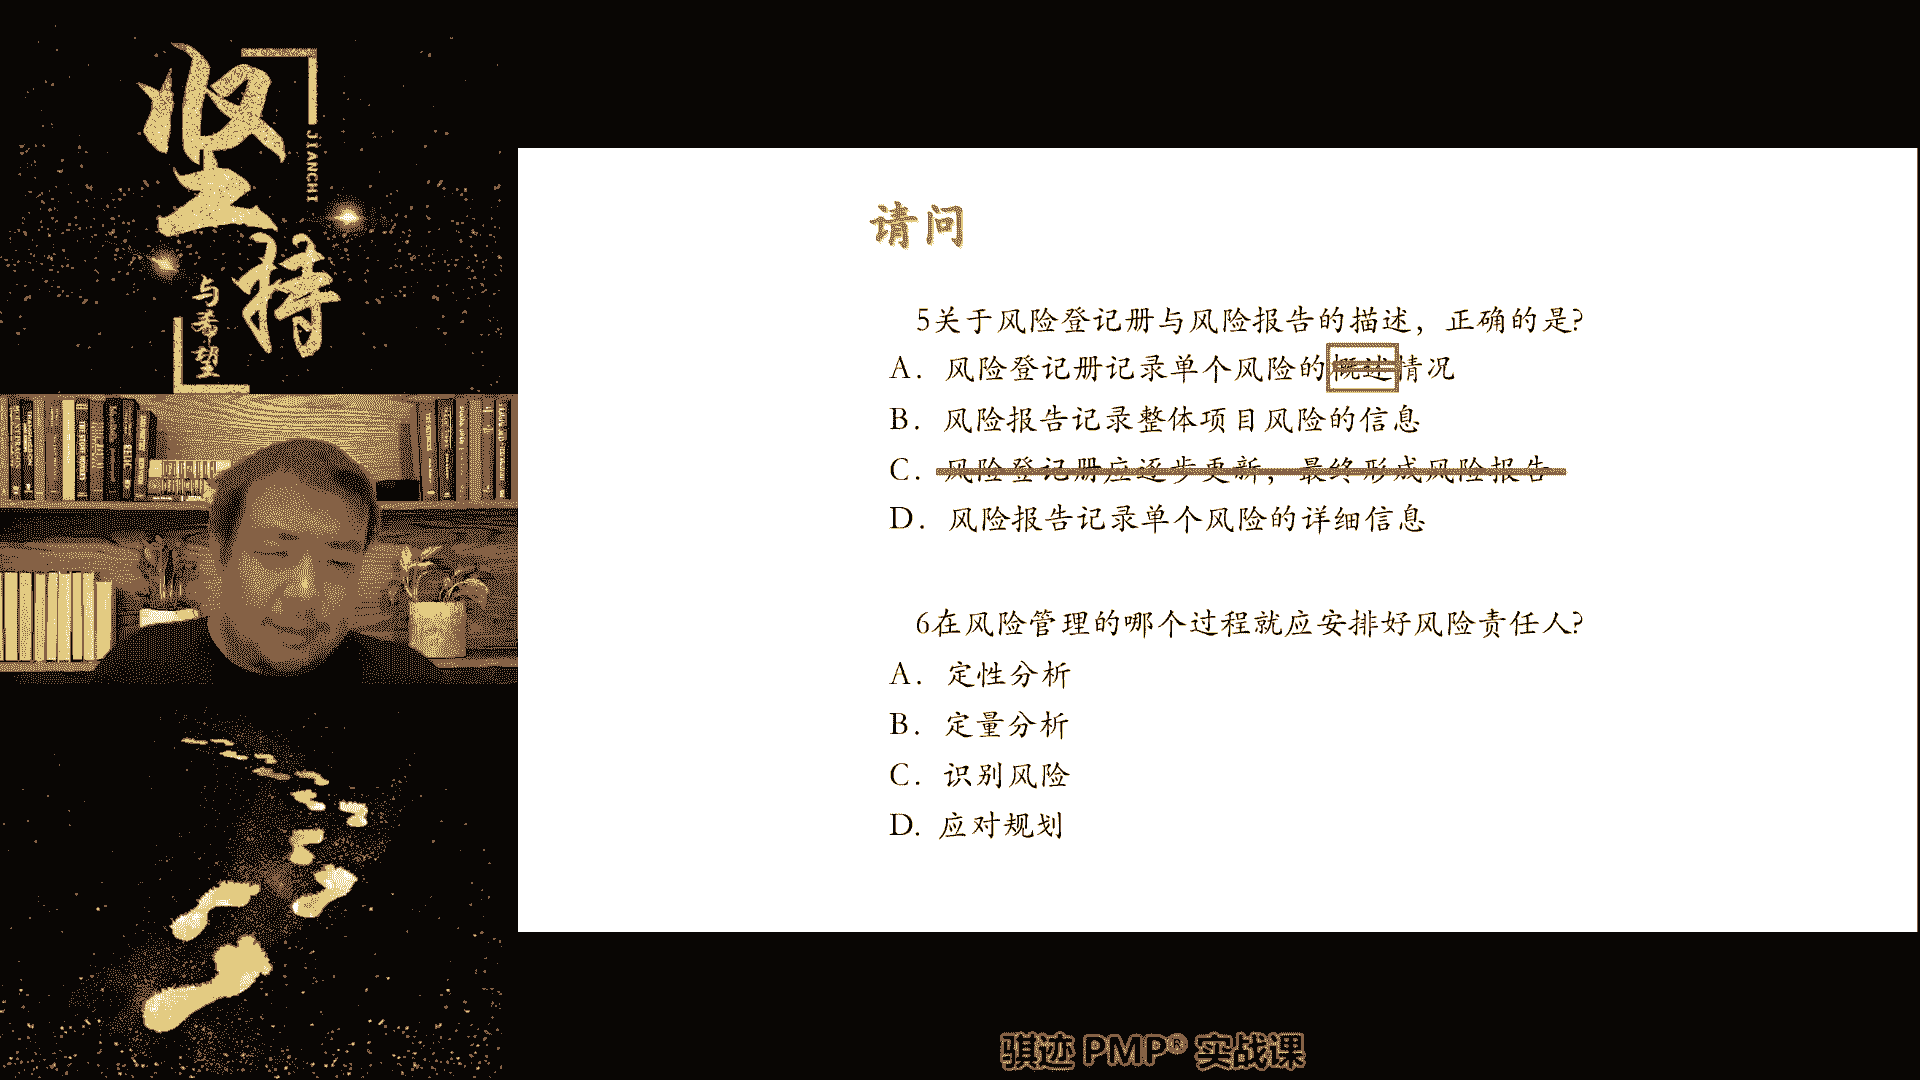 坚持
JIANCHI
与希望
请问
5关于风险登记册与风险报告的描述，正确的是?
A. 风险登记册记录单个风险的概述情况
B. 风险报告记录整体项目风险的信息
C. 风险登记册应逐步更新，最终形成风险报告
D. 风险报告记录单个风险的详细信息
6在风险管理的哪个过程就应安排好风险责任人?
A. 定性分析
B. 定量分析
C. 识别风险
D. 应对规划
骐迹 PMP® 实战课